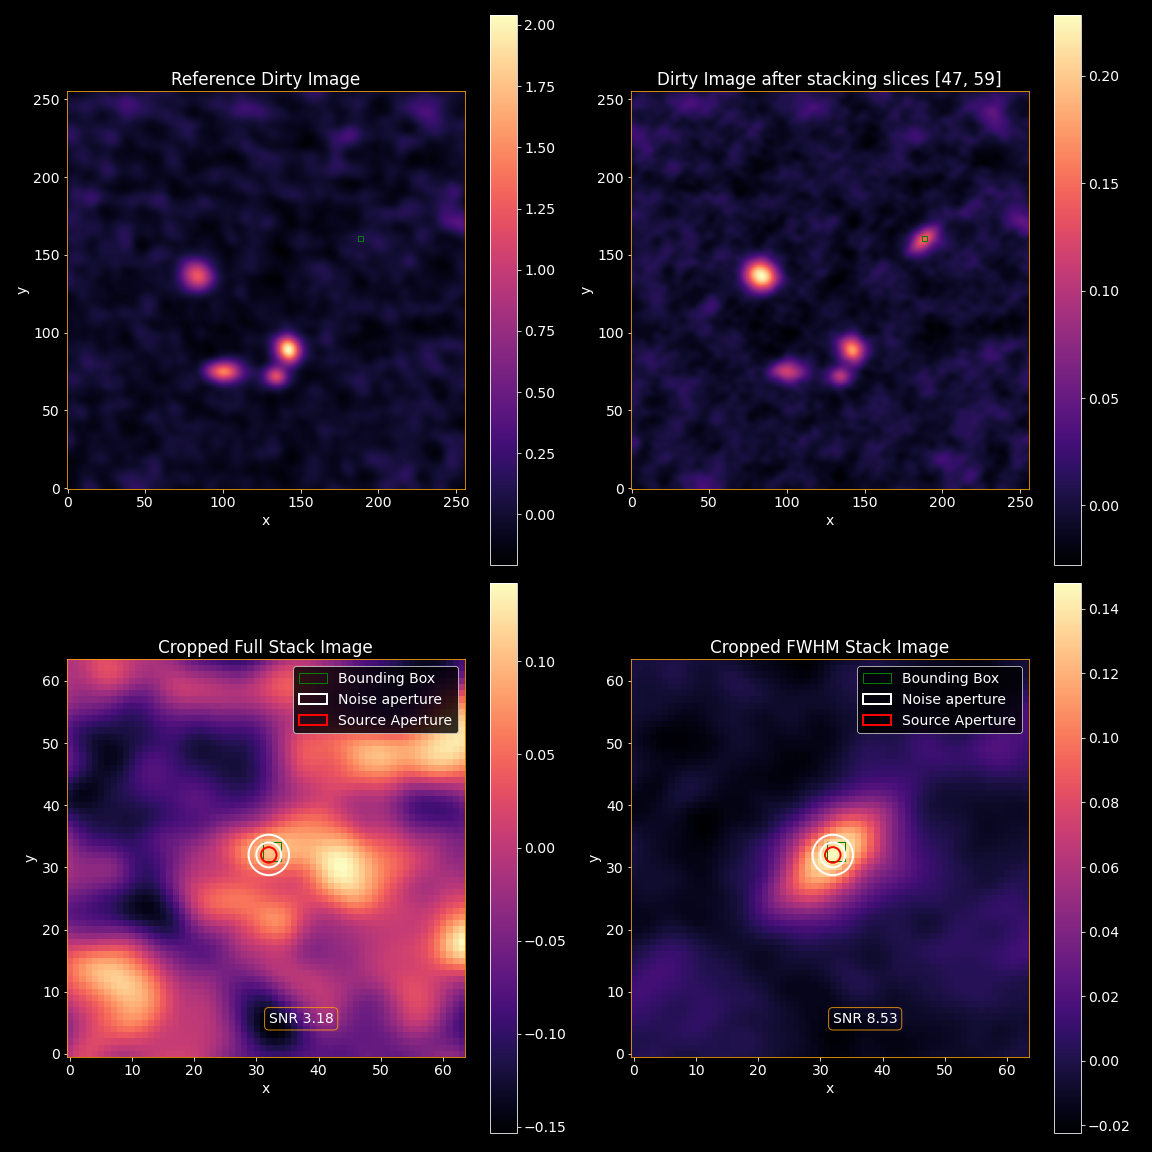 Reference Dirty Image
250
200
150
100
50
0
0 50 100 150 200 250
x
y
2.00
1.75
1.50
1.25
1.00
0.75
0.50
0.25
0.00
Dirty Image after stacking slices [47, 59]
250
200
150
100
50
0
0 50 100 150 200 250
x
y
0.20
0.15
0.10
0.05
0.00
Cropped Full Stack Image
Bounding Box
Noise aperture
Source Aperture
SNR 3.18
60
50
40
30
20
10
0
0 10 20 30 40 50 60
x
y
0.10
0.05
0.00
−0.05
−0.10
−0.15
Cropped FWHM Stack Image
Bounding Box
Noise aperture
Source Aperture
SNR 8.53
60
50
40
30
20
10
0
0 10 20 30 40 50 60
x
y
0.14
0.12
0.10
0.08
0.06
0.04
0.02
0.00
−0.02